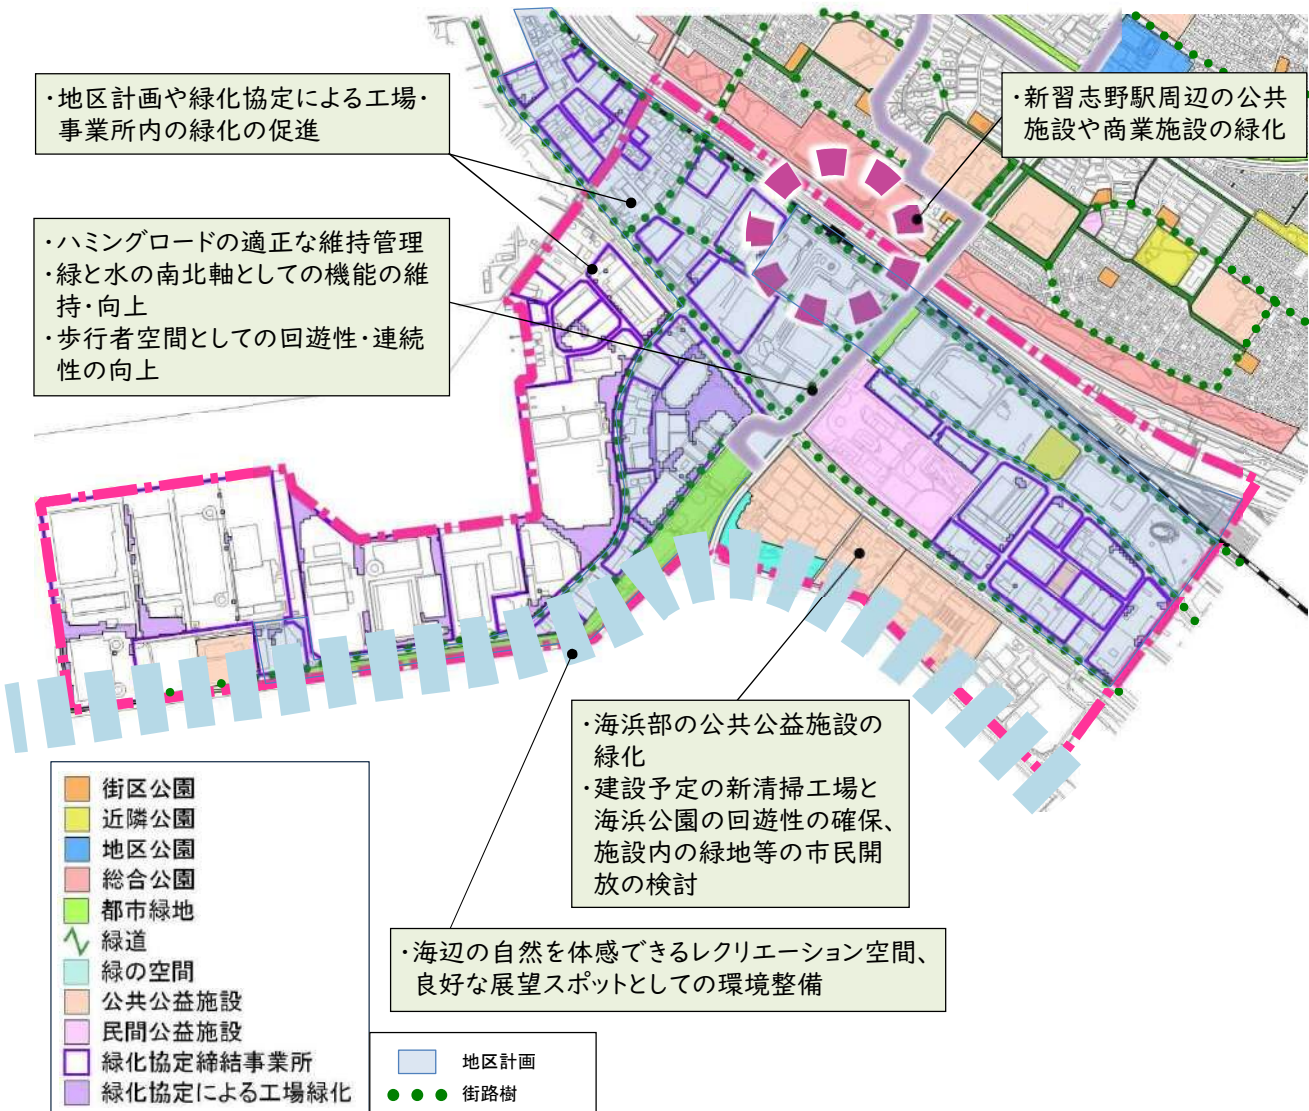 ・地区計画や緑化協定による工場・
事業所内の緑化の促進
・新習志野駅周辺の公共
施設や商業施設の緑化
・ハミングロードの適正な維持管理
・緑と水の南北軸としての機能の維
持・向上
・歩行者空間としての回遊性・連続
性の向上
・海浜部の公共公益施設の
緑化
・建設予定の新清掃工場と
海浜公園の回遊性の確保、
施設内の緑地等の市民開
放の検討
・海辺の自然を体感できるレクリエーション空間、
良好な展望スポットとしての環境整備
街区公園
近隣公園
地区公園
総合公園
都市緑地
緑道
緑の空間
公共公益施設
民間公益施設
緑化協定締結事業所
緑化協定による工場緑化
地区計画
街路樹